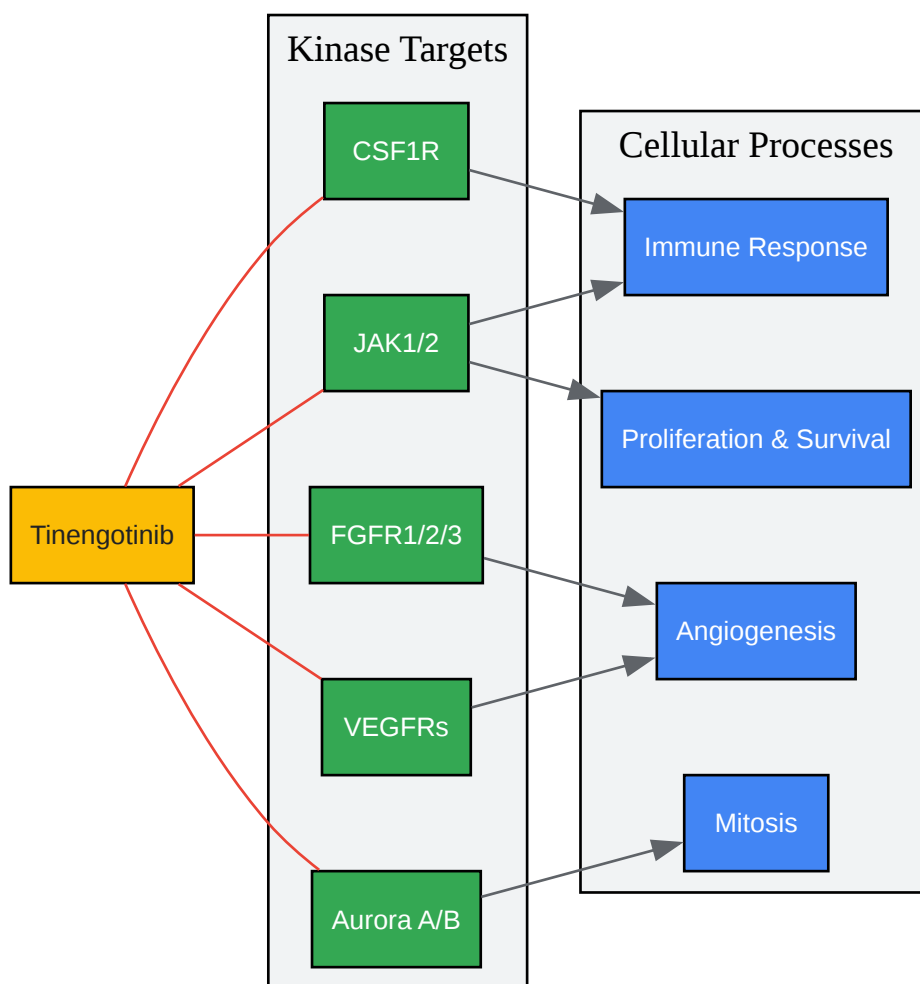 Kinase Targets
CSF1R
JAK1/2
FGFR1/2/3
VEGFRs
Aurora A/B
Tinengotinib
Cellular Processes
Immune Response
Proliferation & Survival
Angiogenesis
Mitosis